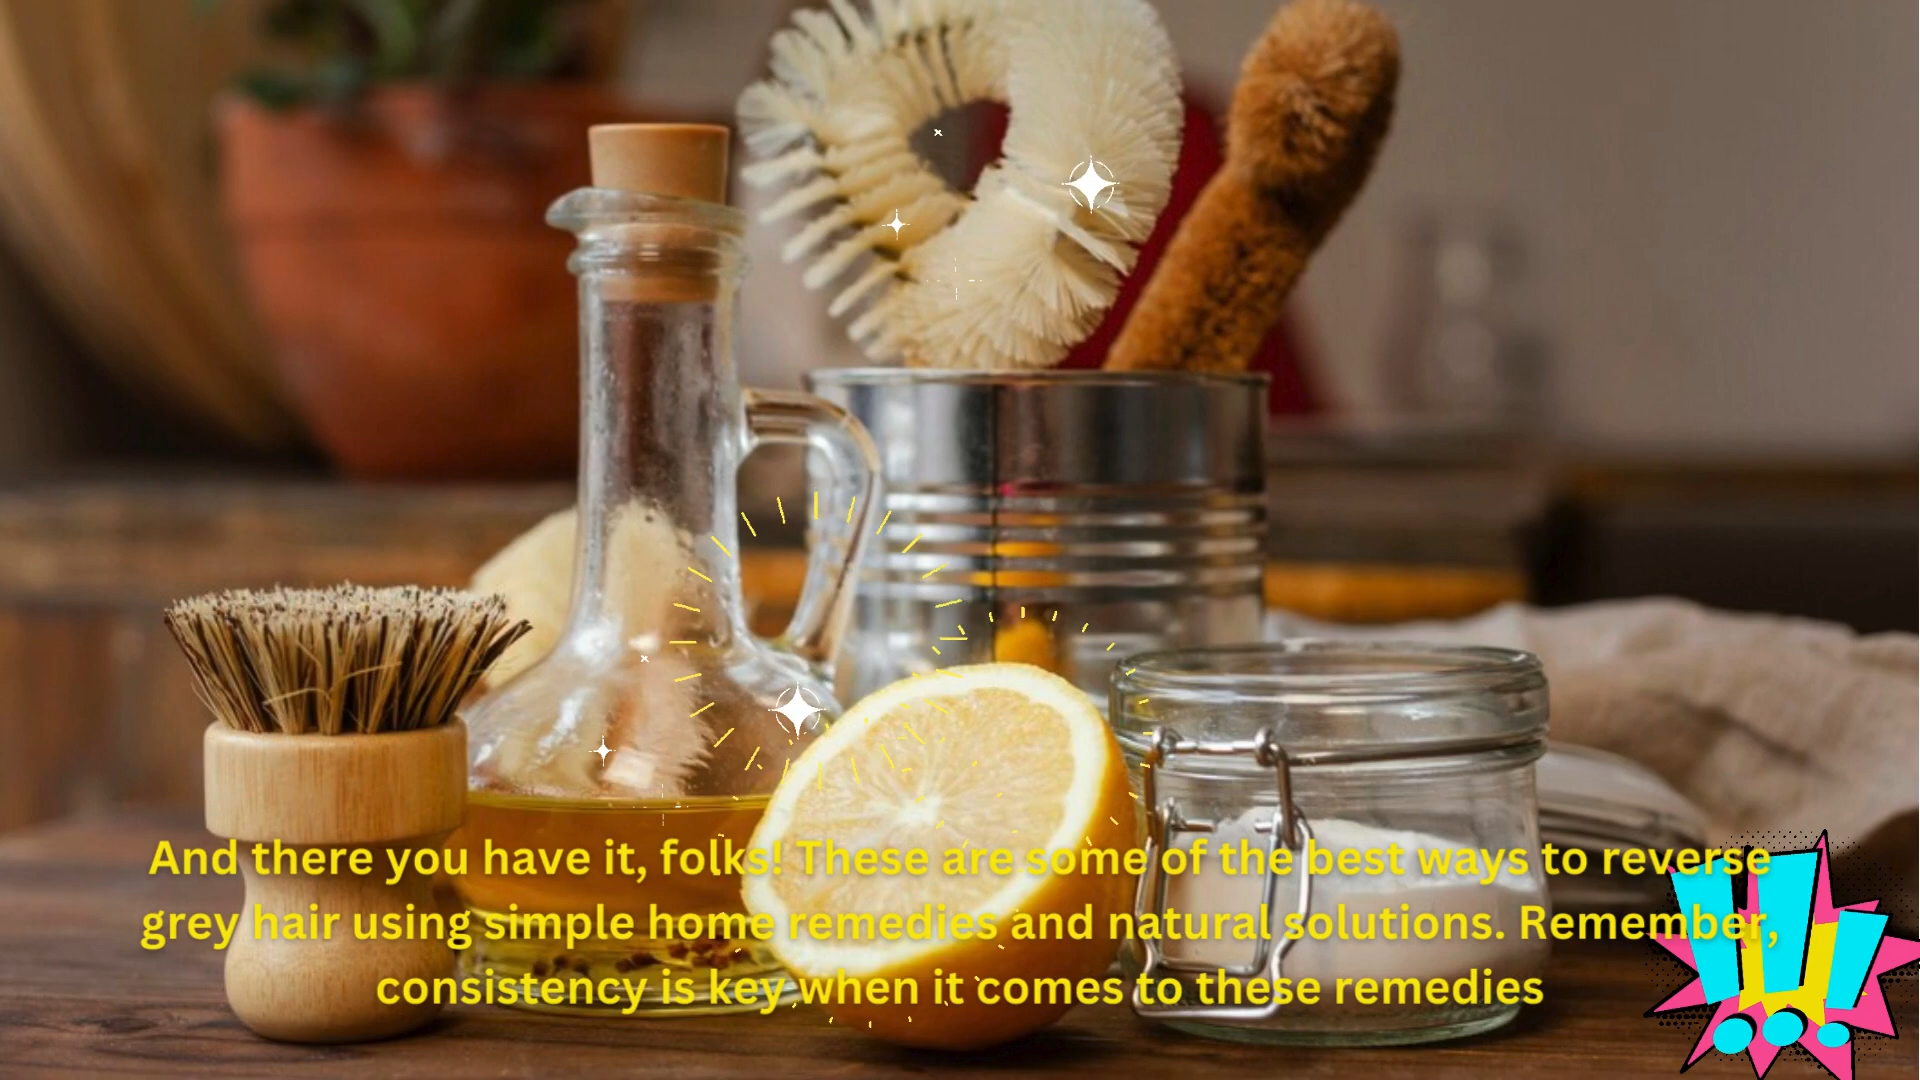 And there you have it, folks! These are some of the best ways to reverse
grey hair using simple home remedies and natural solutions. Remember,
consistency is key when it comes to these remedies
!!!